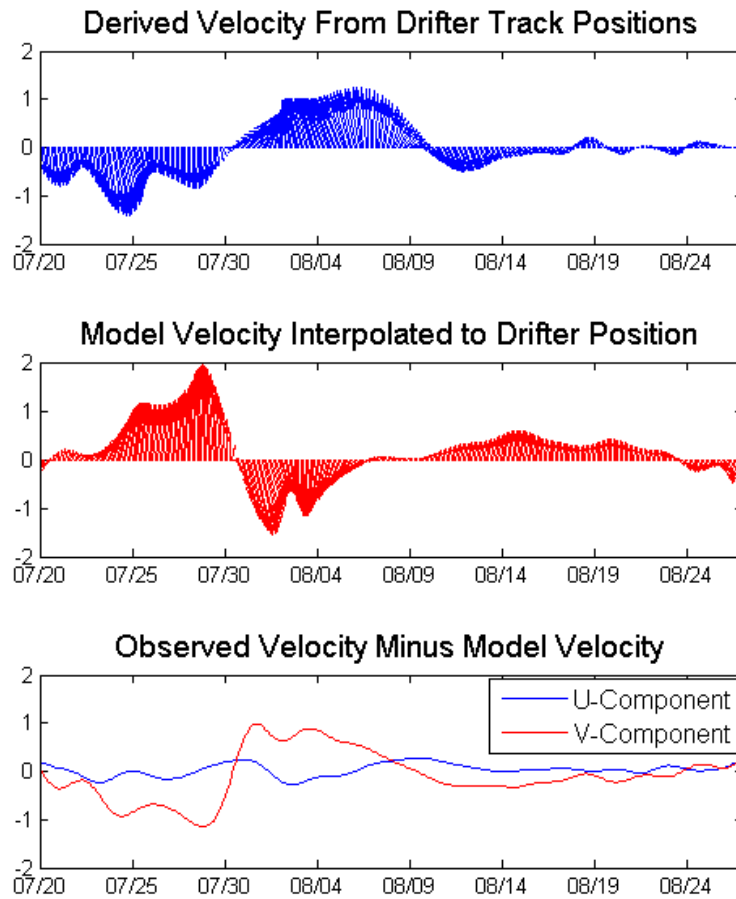 Derived Velocity From Drifter Track Positions
2
1
0
-1
-2
07/20 07/25 07/30 08/04 08/09 08/14 08/19 08/24
Model Velocity Interpolated to Drifter Position
2
1
0
-1
-2
07/20 07/25 07/30 08/04 08/09 08/14 08/19 08/24
Observed Velocity Minus Model Velocity
2
U-Component
1
V-Component
0
-1
-2
07/20 07/25 07/30 08/04 08/09 08/14 08/19 08/24